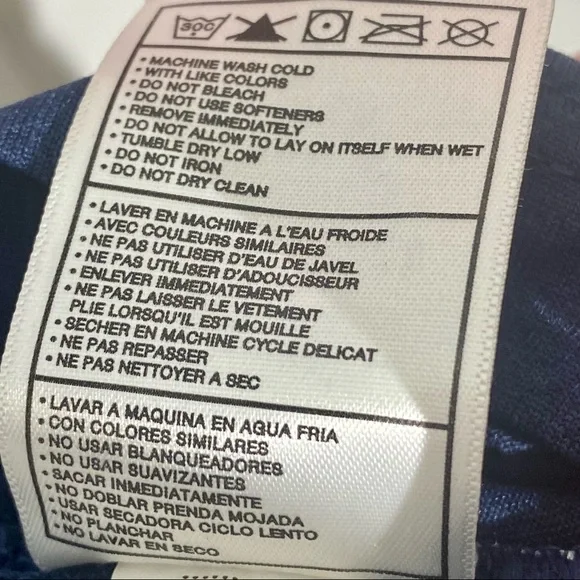 30C
• MACHINE WASH COLD
• WITH LIKE COLORS
• DO NOT BLEACH
• DO NOT USE SOFTENERS
• REMOVE IMMEDIATELY
• DO NOT ALLOW TO LAY ON ITSELF WHEN WET
• TUMBLE DRY LOW
• DO NOT IRON
• DO NOT DRY CLEAN
• LAVER EN MACHINE A L'EAU FROIDE
• AVEC COULEURS SIMILAIRES
• NE PAS UTILISER D'EAU DE JAVEL
• NE PAS UTILISER D'ADOUCISSEUR
• ENLEVER IMMEDIATEMENT
• NE PAS LAISSER LE VETEMENT
PLIE LORSQU'IL EST MOUILLE
• SECHER EN MACHINE CYCLE DELICAT
• NE PAS REPASSER
• NE PAS NETTOYER A SEC
• LAVAR A MAQUINA EN AGUA FRIA
• CON COLORES SIMILARES
• NO USAR BLANQUEADORES
• NO USAR SUAVIZANTES
• SACAR INMEDIATAMENTE
• NO DOBLAR PRENDA MOJADA
• USAR SECADORA CICLO LENTO
• NO PLANCHAR
• NO LAVAR EN SECO